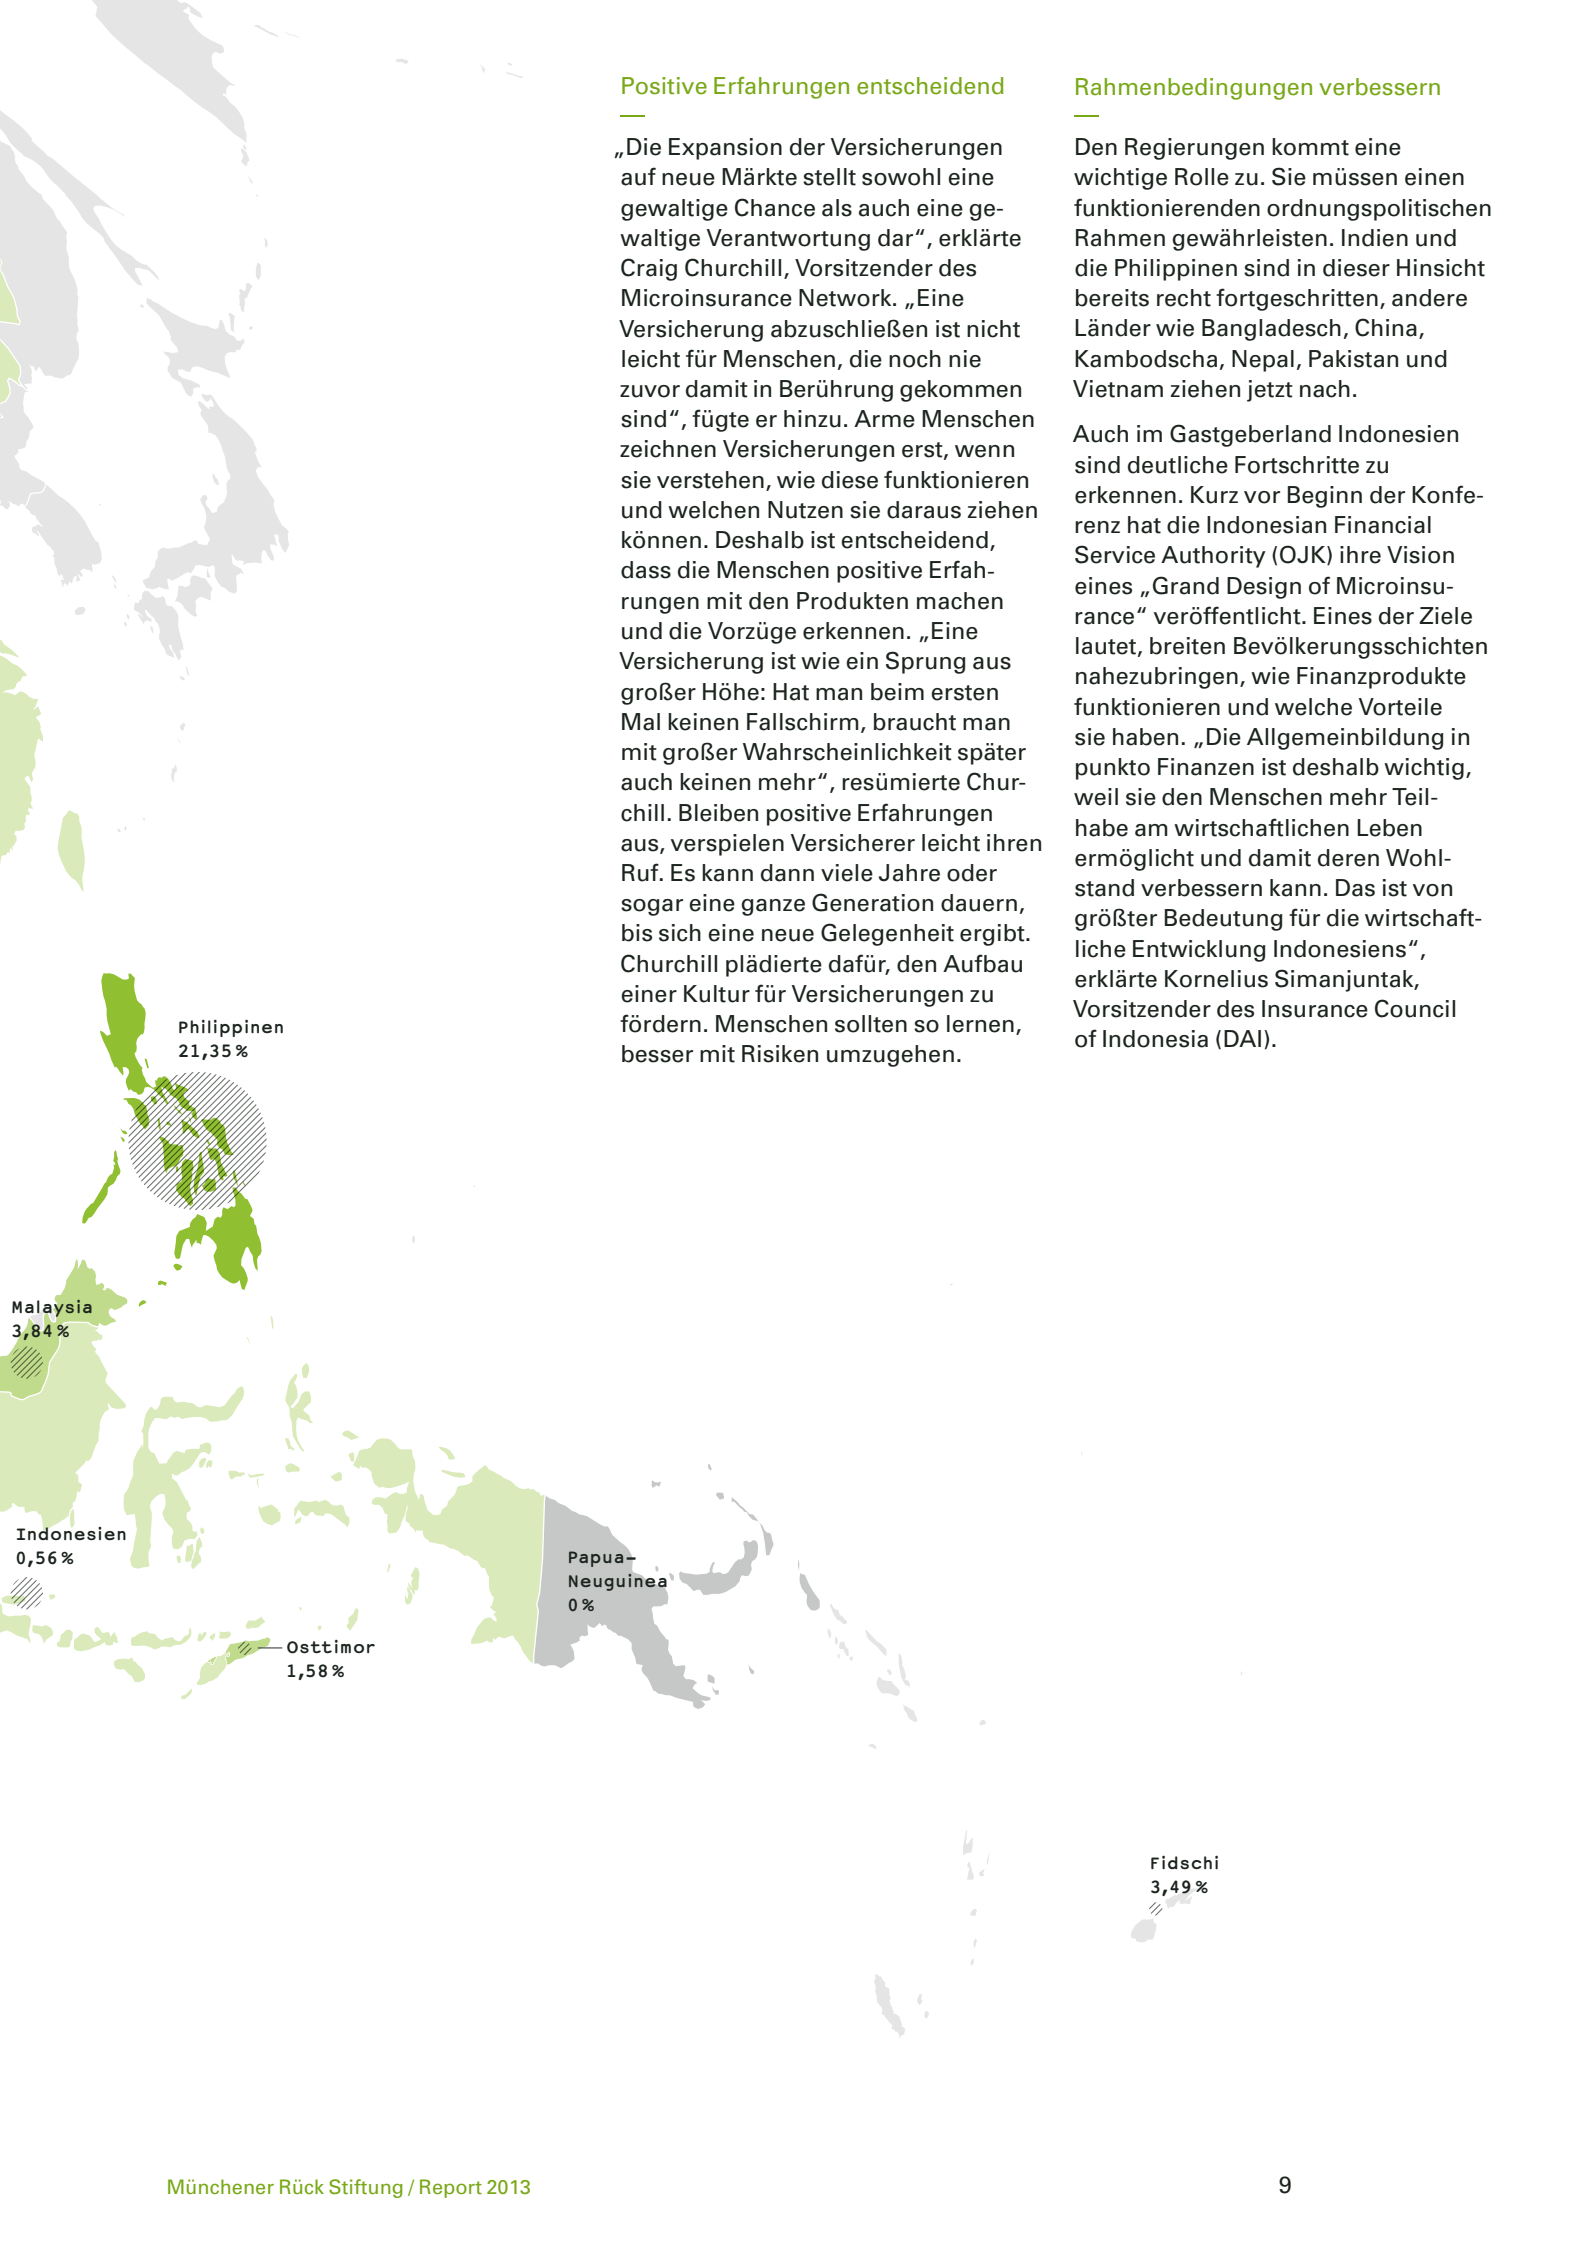 Positive Erfahrungen entscheidend
„Die Expansion der Versicherungen
auf neue Märkte stellt sowohl eine
gewaltige Chance als auch eine ge-
waltige Verantwortung dar“, erklärte
Craig Churchill, Vorsitzender des
Microinsurance Network. „Eine
Versicherung abzuschließen ist nicht
leicht für Menschen, die noch nie
zuvor damit in Berührung gekommen
sind“, fügte er hinzu. Arme Menschen
zeichnen Versicherungen erst, wenn
sie verstehen, wie diese funktionieren
und welchen Nutzen sie daraus ziehen
können. Deshalb ist entscheidend,
dass die Menschen positive Erfah-
rungen mit den Produkten machen
und die Vorzüge erkennen. „Eine
Versicherung ist wie ein Sprung aus
großer Höhe: Hat man beim ersten
Mal keinen Fallschirm, braucht man
mit großer Wahrscheinlichkeit später
auch keinen mehr“, resümierte Chur-
chill. Bleiben positive Erfahrungen
aus, verspielen Versicherer leicht ihren
Ruf. Es kann dann viele Jahre oder
sogar eine ganze Generation dauern,
bis sich eine neue Gelegenheit ergibt.
Churchill plädierte dafür, den Aufbau
einer Kultur für Versicherungen zu
fördern. Menschen sollten so lernen,
besser mit Risiken umzugehen.
Rahmenbedingungen verbessern
Den Regierungen kommt eine
wichtige Rolle zu. Sie müssen einen
funktionierenden ordnungspolitischen
Rahmen gewährleisten. Indien und
die Philippinen sind in dieser Hinsicht
bereits recht fortgeschritten, andere
Länder wie Bangladesch, China,
Kambodscha, Nepal, Pakistan und
Vietnam ziehen jetzt nach.
Auch im Gastgeberland Indonesien
sind deutliche Fortschritte zu
erkennen. Kurz vor Beginn der Konfe-
renz hat die Indonesian Financial
Service Authority (OJK) ihre Vision
eines „Grand Design of Microinsu-
rance“ veröffentlicht. Eines der Ziele
lautet, breiten Bevölkerungsschichten
nahezubringen, wie Finanzprodukte
funktionieren und welche Vorteile
sie haben. „Die Allgemeinbildung in
punkto Finanzen ist deshalb wichtig,
weil sie den Menschen mehr Teil-
habe am wirtschaftlichen Leben
ermöglicht und damit deren Wohl-
stand verbessern kann. Das ist von
größter Bedeutung für die wirtschaft-
liche Entwicklung Indonesiens“,
erklärte Kornelius Simanjuntak,
Vorsitzender des Insurance Council
of Indonesia (DAI).
Philippinen
21,35 %
Malaysia
3,84 %
Indonesien
0,56 %
Osttimor
1,58 %
Papua-
Neuguinea
0 %
Fidschi
3,49 %
Münchener Rück Stiftung / Report 2013
9